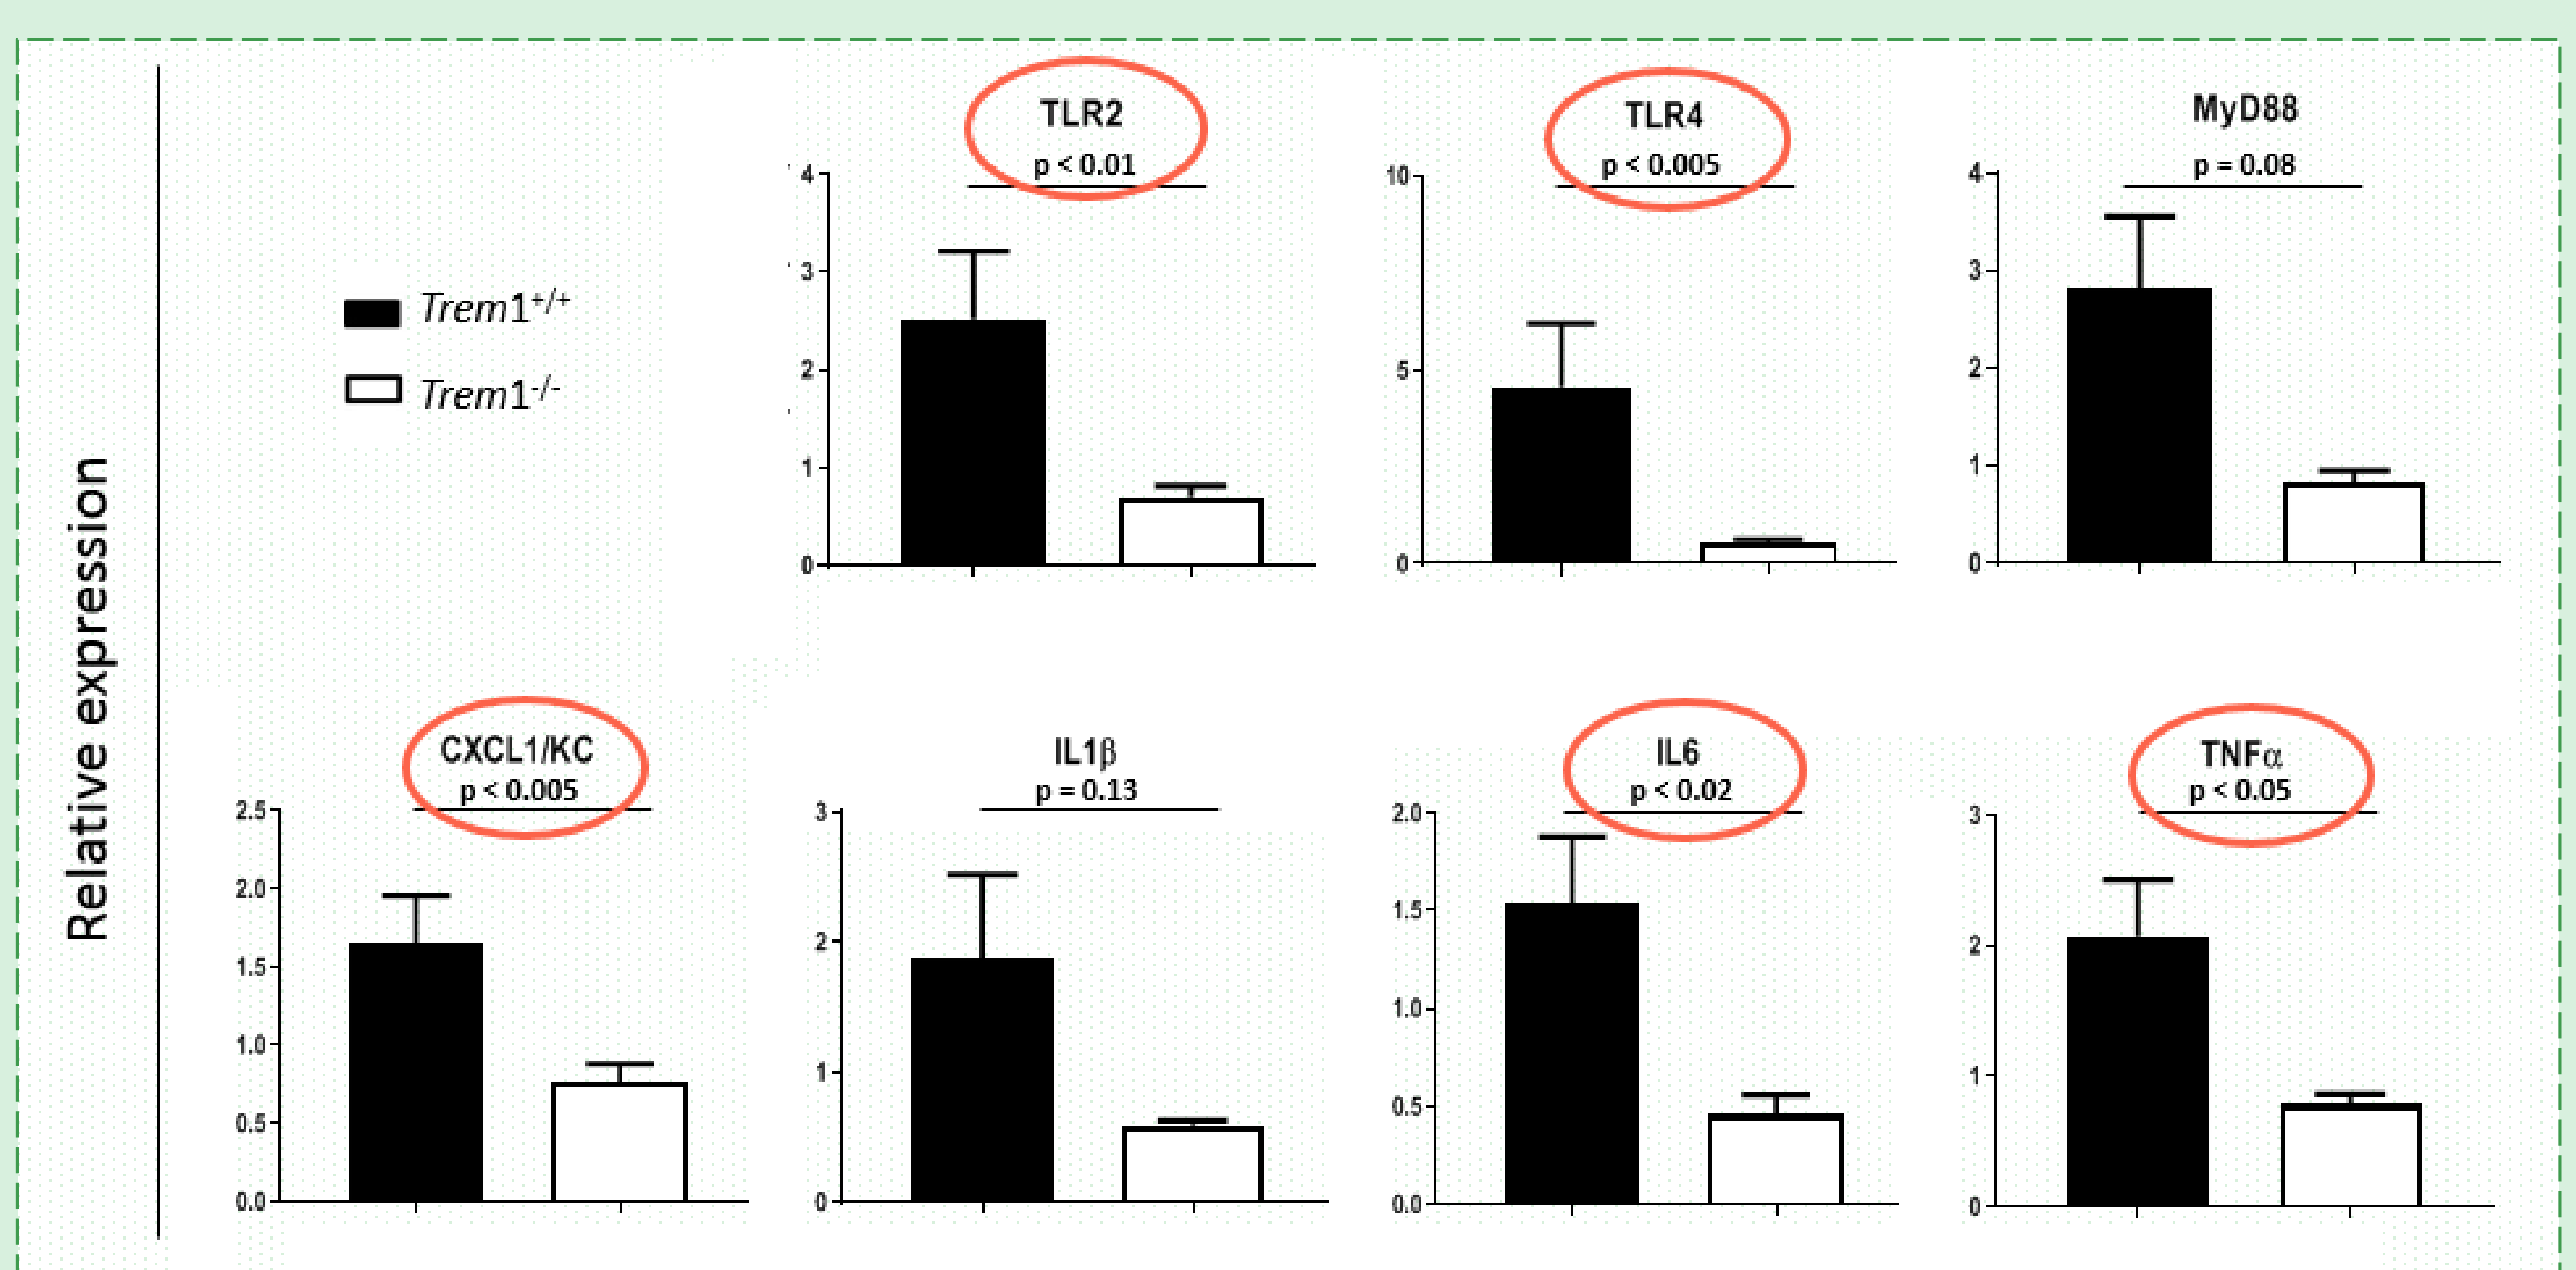 Relative expression
Trem1+/+
Trem1-/-
TLR2
p < 0.01
4
3
2
1
0
TLR4
p < 0.005
10
5
0
MyD88
p = 0.08
4
3
2
1
0
CXCL1/KC
p < 0.005
2.5
2.0
1.5
1.0
0.5
0.0
IL1β
p = 0.13
3
2
1
0
IL6
p < 0.02
2.0
1.5
1.0
0.5
0.0
TNFα
p < 0.05
3
2
1
0